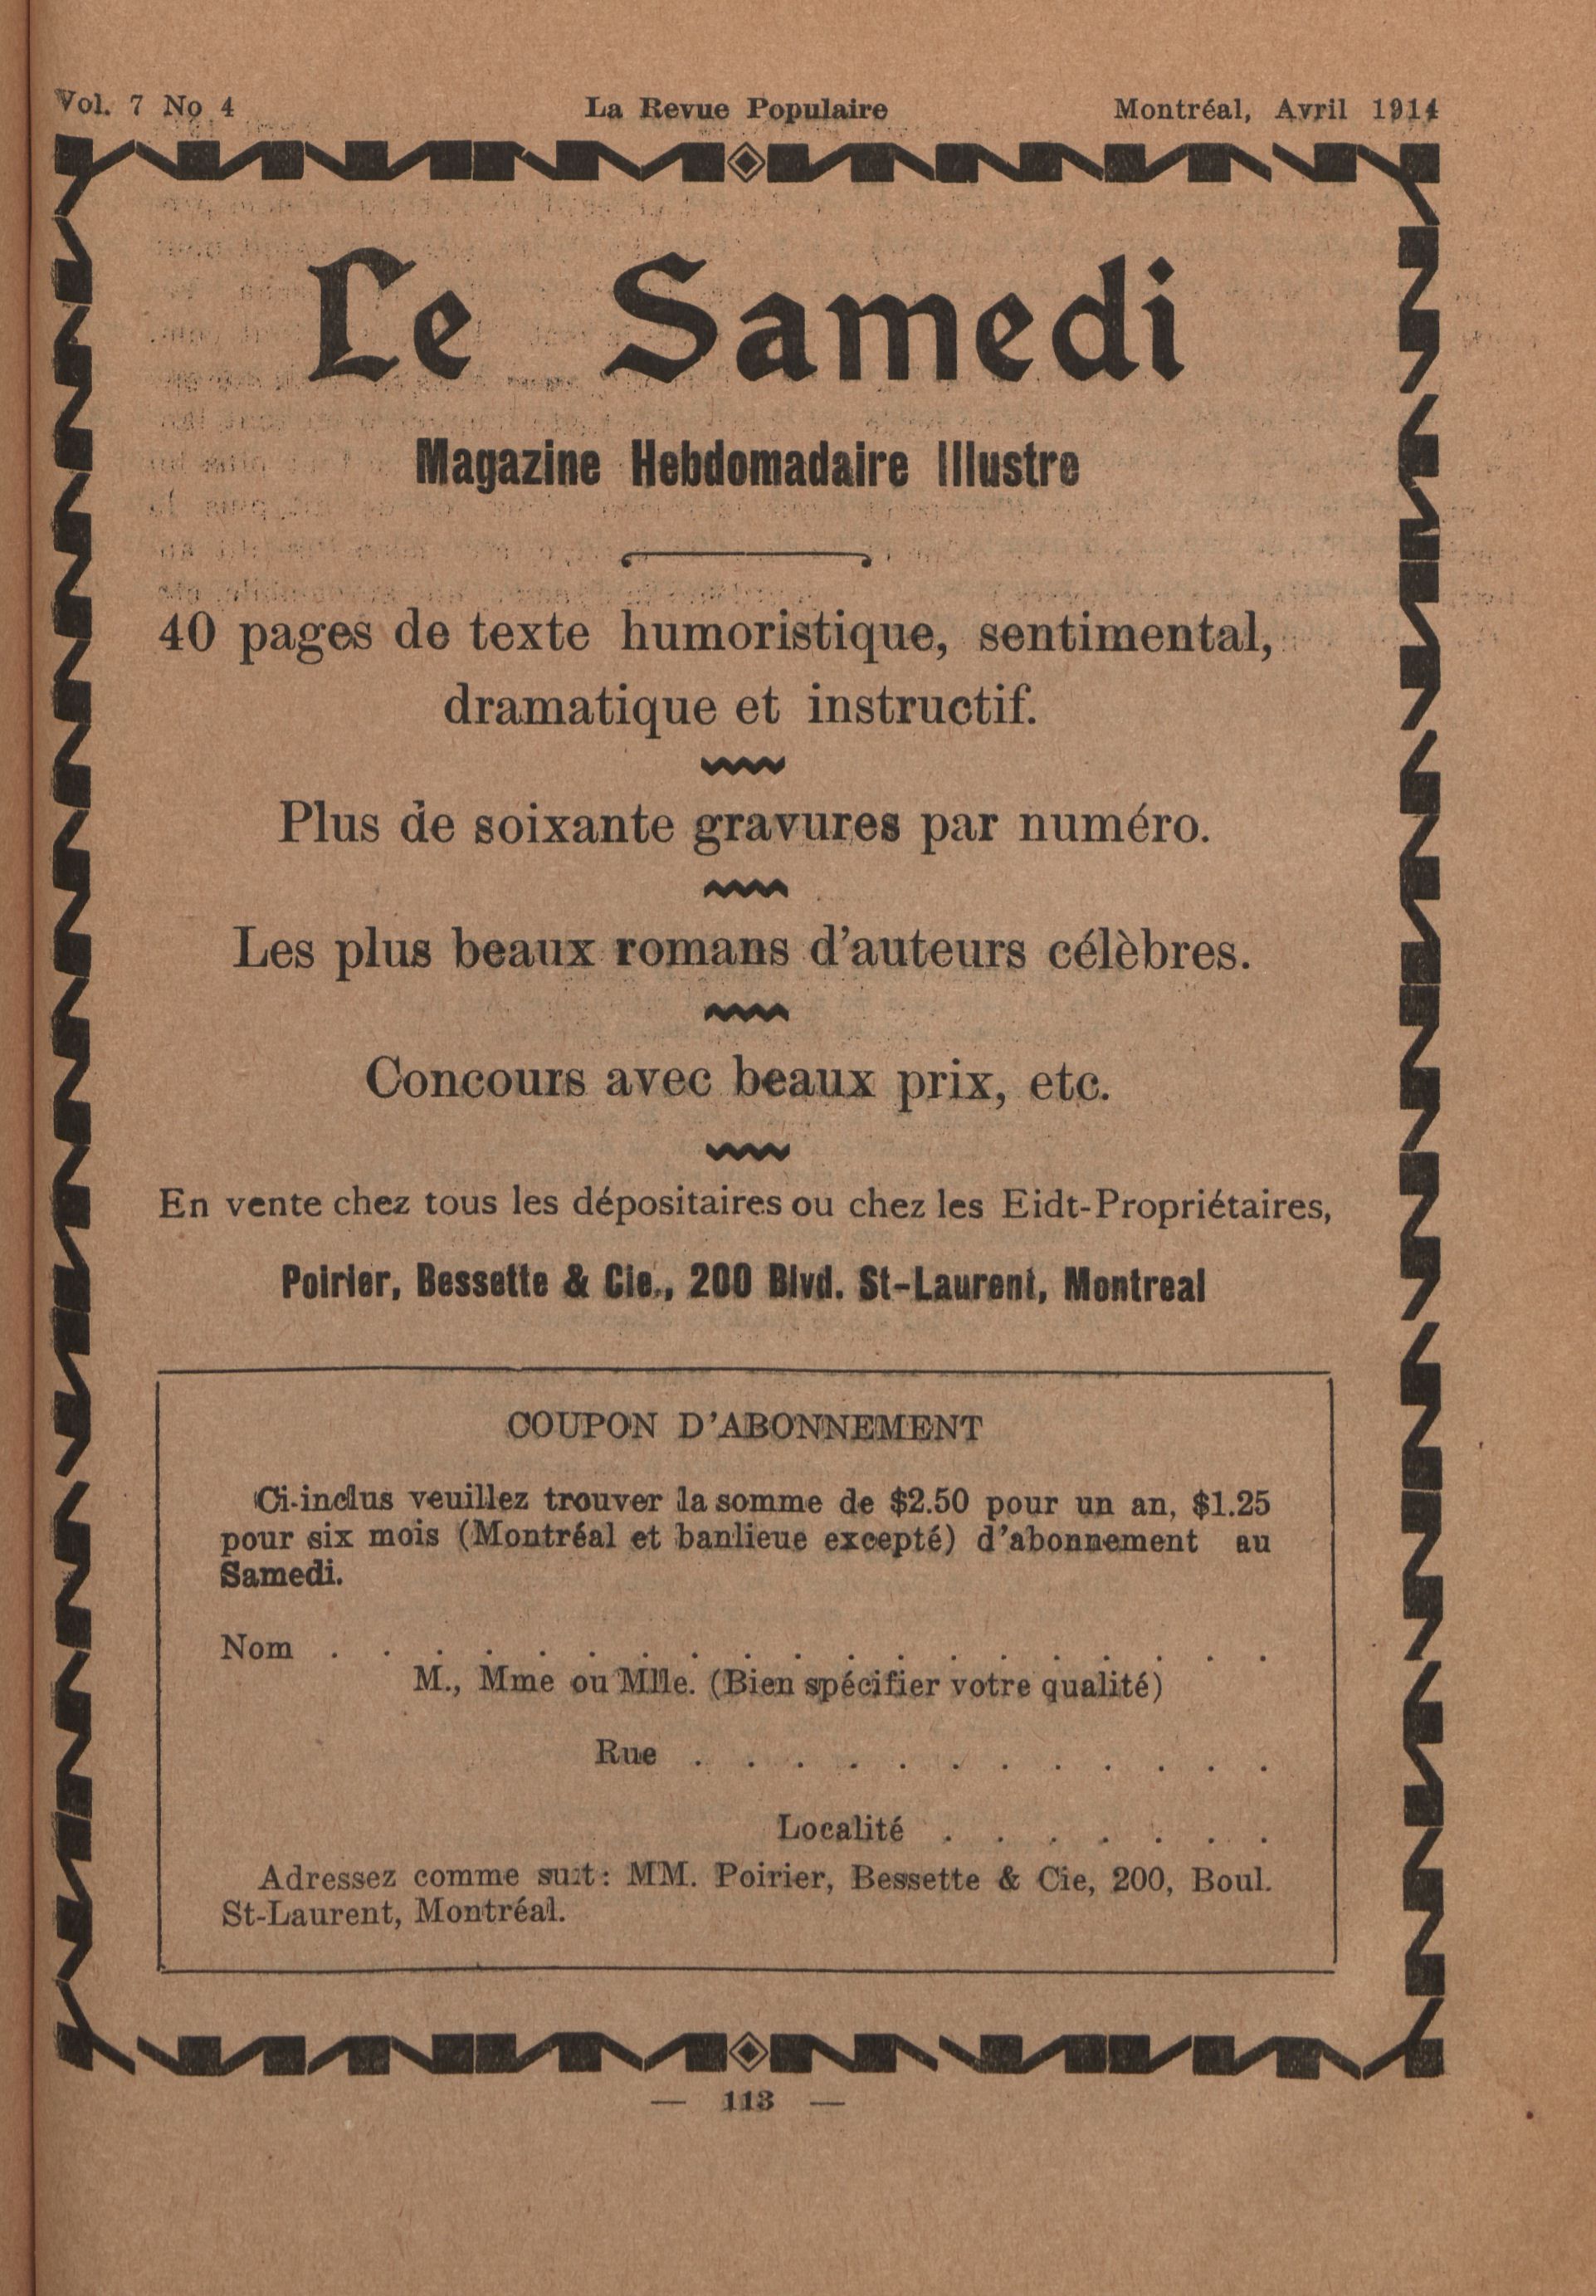 Vol. 7 No 4 La Revue Populaire Montréal, Avril 1914
Le Samedi
Magazine Hebdomadaire Illustre
40 pages de texte humoristique, sentimental,
dramatique et instructif.
Plus de soixante gravures par numéro.
Les plus beaux romans d'auteurs célèbres.
Concours avec beaux prix, etc.
En vente chez tous les dépositaires ou chez les Eidt-Propriétaires,
Poirier, Bessette & Cie., 200 Blvd. St-Laurent, Montreal
COUPON D'ABONNEMENT
Ci-inclus veuillez trouver la somme de $2.50 pour un an, $1.25
pour six mois (Montréal et banlieue excepté) d'abonnement au
Samedi.
Nom . . . . . . . . . . . . . . . . . . .
M., Mme ou Mlle. (Bien spécifier votre qualité)
Rue . . . . . . . . . . . .
Localité . . . . . . .
Adressez comme suit: MM. Poirier, Bessette & Cie, 200, Boul.
St-Laurent, Montréal.
— 113 —